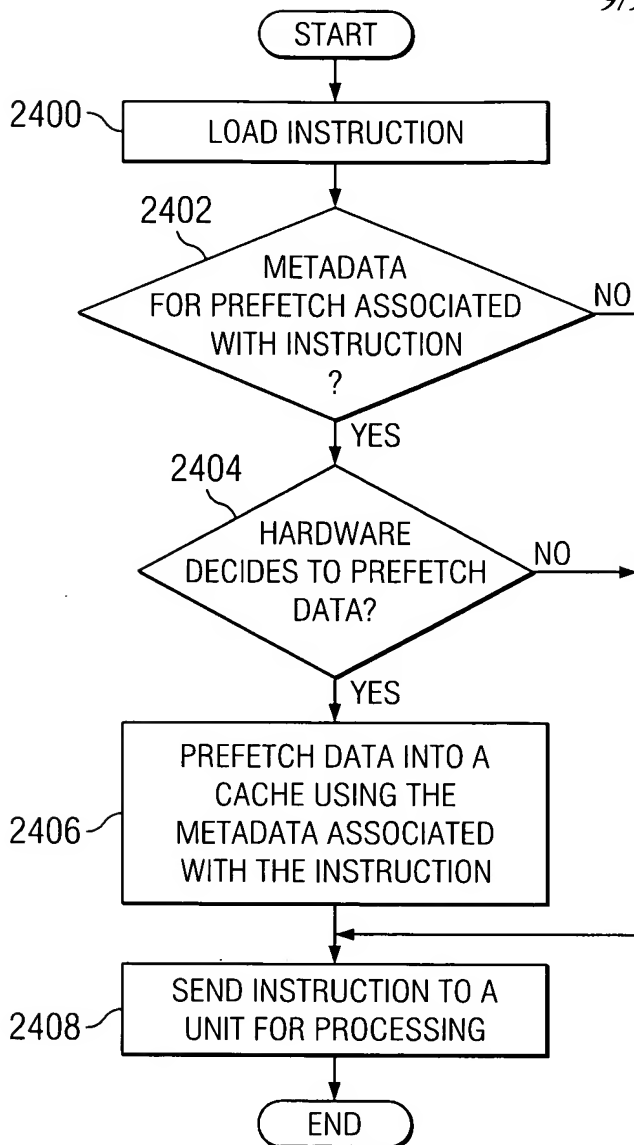 START
2400
LOAD INSTRUCTION
2402
METADATA
FOR PREFETCH ASSOCIATED
WITH INSTRUCTION
?
NO
YES
2404
HARDWARE
DECIDES TO PREFETCH
DATA?
NO
YES
2406
PREFETCH DATA INTO A
CACHE USING THE
METADATA ASSOCIATED
WITH THE INSTRUCTION
2408
SEND INSTRUCTION TO A
UNIT FOR PROCESSING
END